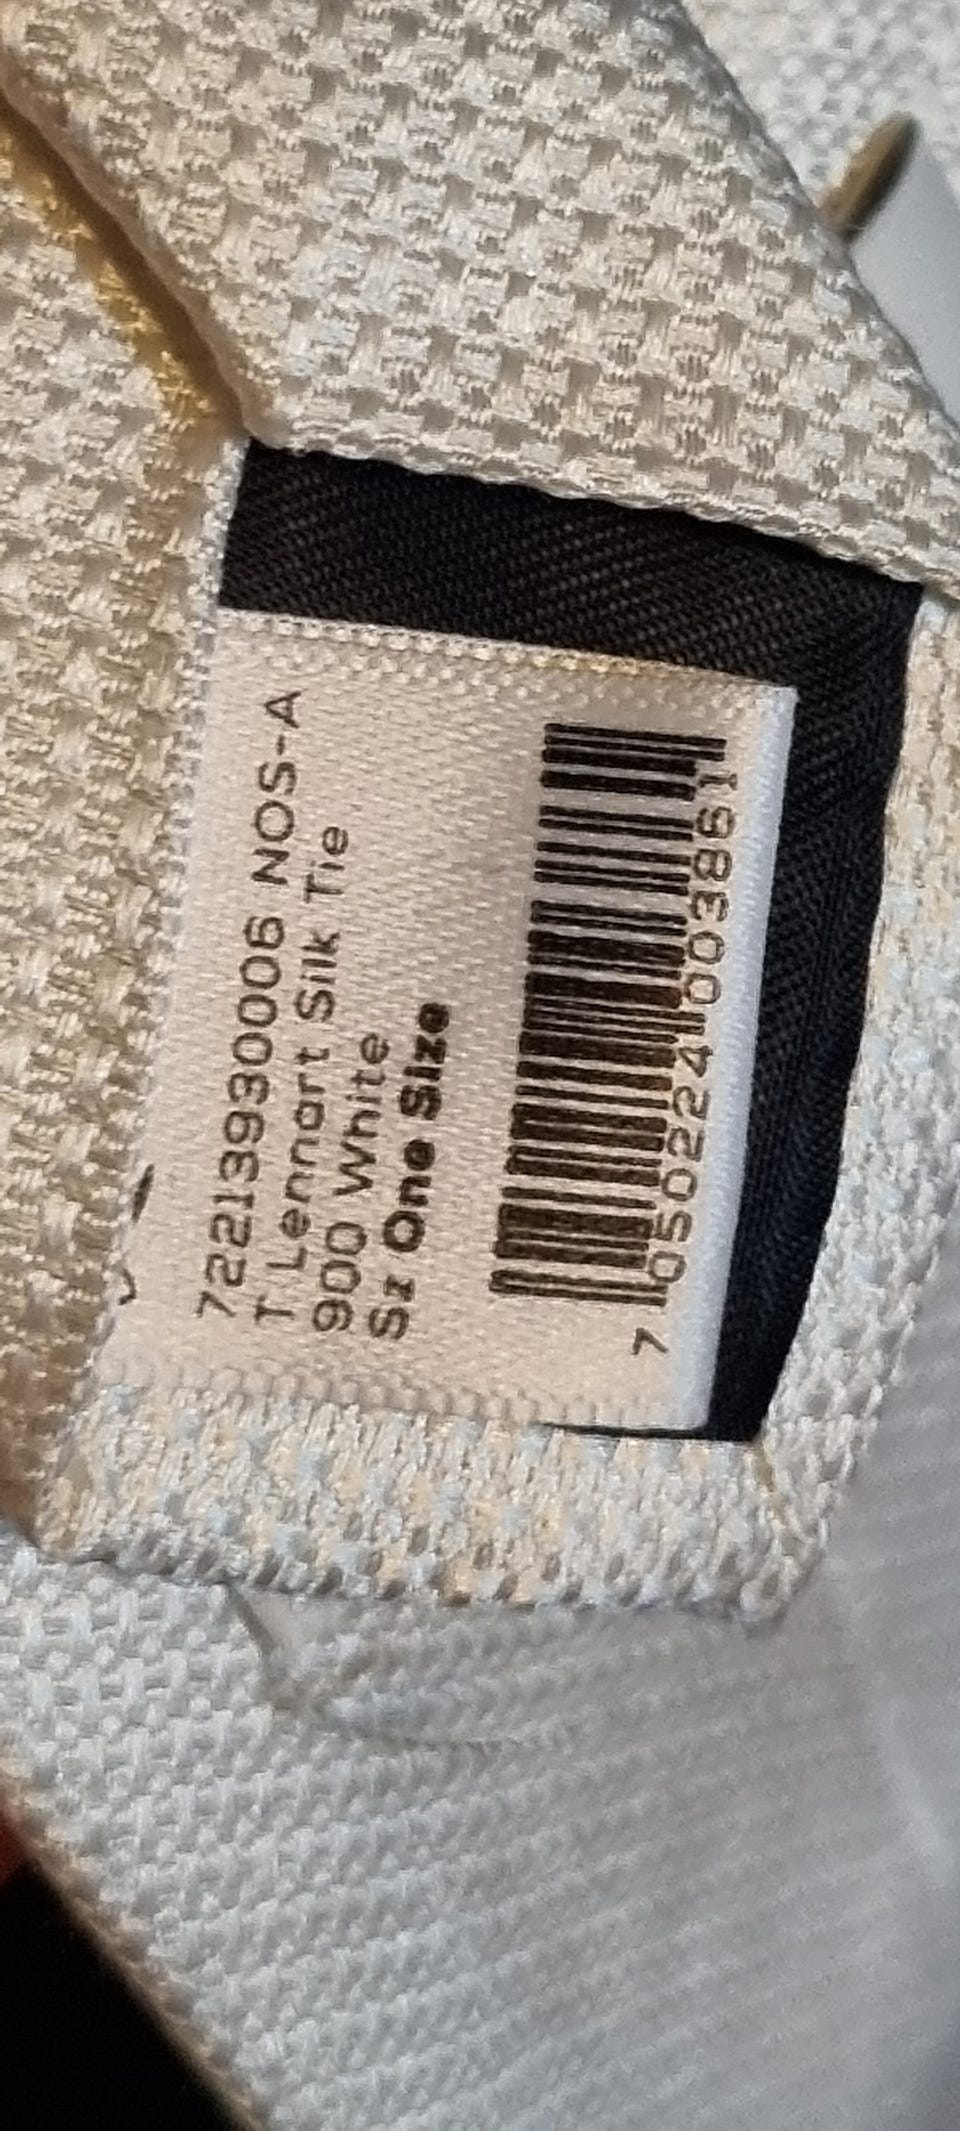 7221393006 NOS-A
T Lennart Silk Tie
900 White
Sz One Size
7 050224 003861